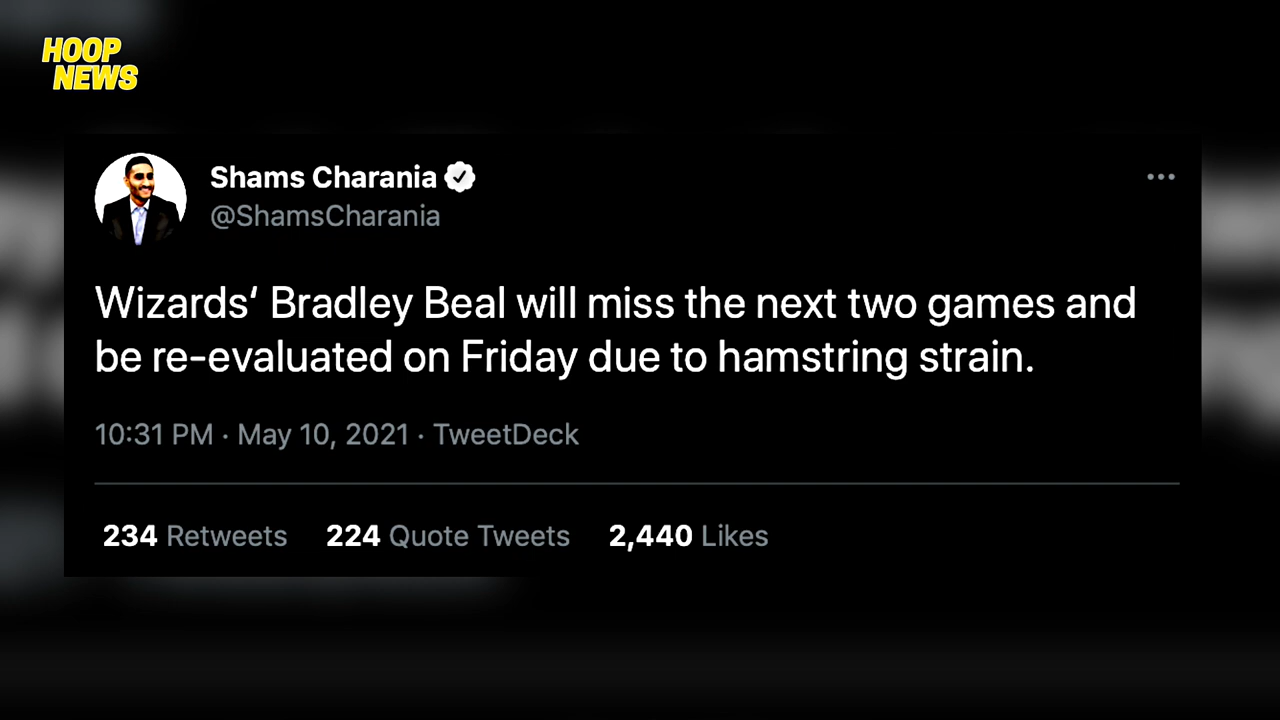 HOOP
NEWS
Shams Charania
@ShamsCharania
Wizards‘ Bradley Beal will miss the next two games and
be re-evaluated on Friday due to hamstring strain.
10:31 PM · May 10, 2021 · TweetDeck
234 Retweets 224 Quote Tweets 2,440 Likes